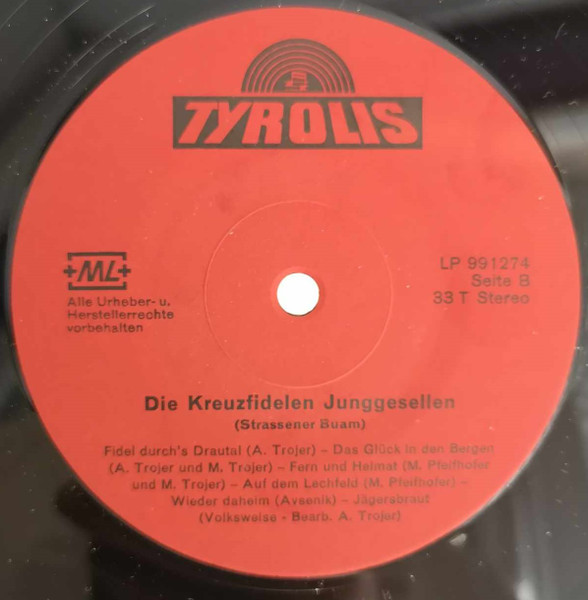 TYROLIS
+ML+
Alle Urheber- u.
Herstellerrechte
vorbehalten
LP 991274
Seite B
33 T Stereo
Die Kreuzfidelen Junggesellen
(Strassener Buam)
Fidel durch's Drautal (A. Trojer) – Das Glück in den Bergen
(A. Trojer und M. Trojer) – Fern und Heimat (M. Pfeifhofer
und M. Trojer) – Auf dem Lechfeld (M. Pfeifhofer) –
Wieder daheim (Avsenik) – Jägersbraut
(Volksweise - Bearb. A. Trojer)